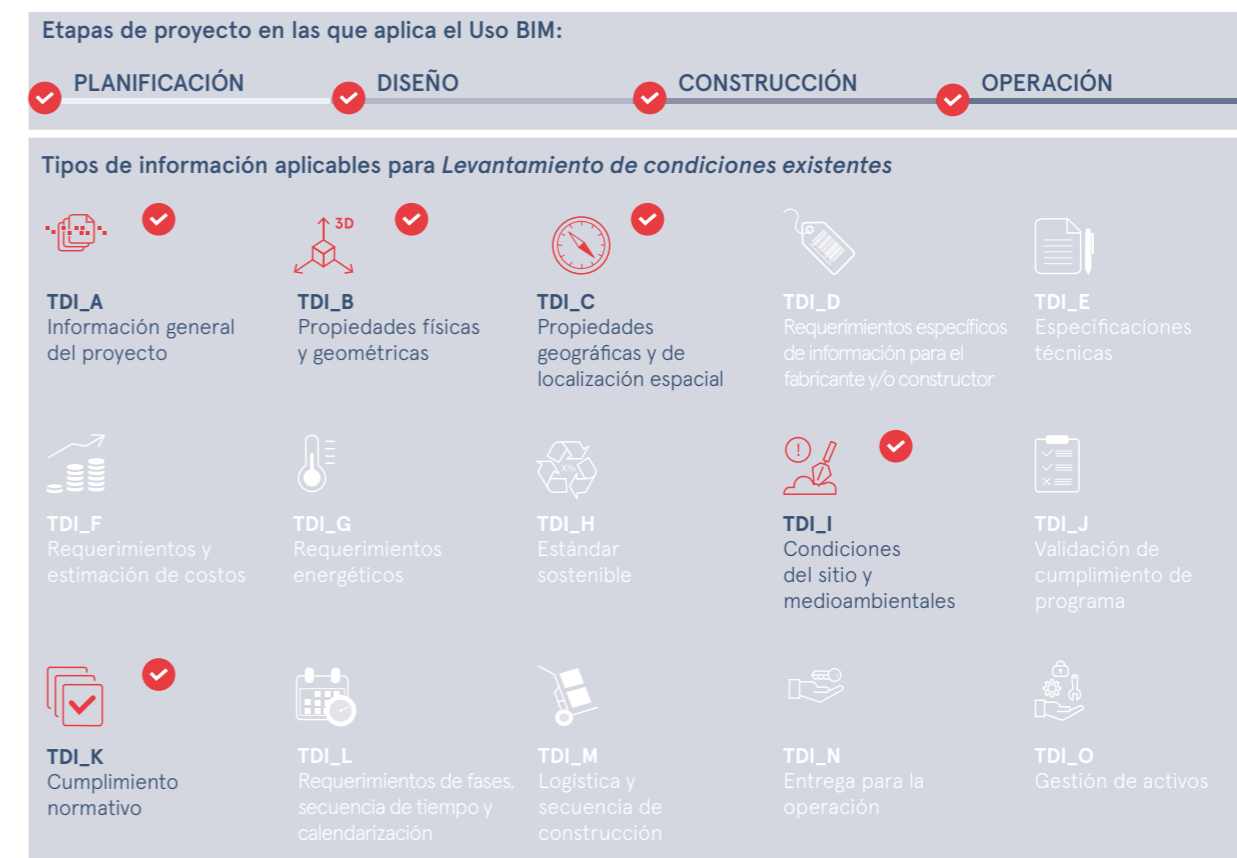 Etapas de proyecto en las que aplica el Uso BIM:
PLANIFICACIÓN
DISEÑO
CONSTRUCCIÓN
OPERACIÓN
Tipos de información aplicables para Levantamiento de condiciones existentes
3D
TDI_A
Información general
del proyecto
TDI_B
Propiedades físicas
y geométricas
TDI_C
Propiedades
geográficas y de
localización espacial
TDI_D
Requerimientos específicos
de información para el
fabricante y/o constructor
TDI_E
Especificaciones
técnicas
TDI_F
Requerimientos y
estimación de costos
TDI_G
Requerimientos
energéticos
X%
TDI_H
Estándar
sostenible
TDI_I
Condiciones
del sitio y
medioambientales
TDI_J
Validación de
cumplimiento de
programa
TDI_K
Cumplimiento
normativo
TDI_L
Requerimientos de fases,
secuencia de tiempo y
calendarización
TDI_M
Logística y
secuencia de
construcción
TDI_N
Entrega para la
operación
TDI_O
Gestión de activos